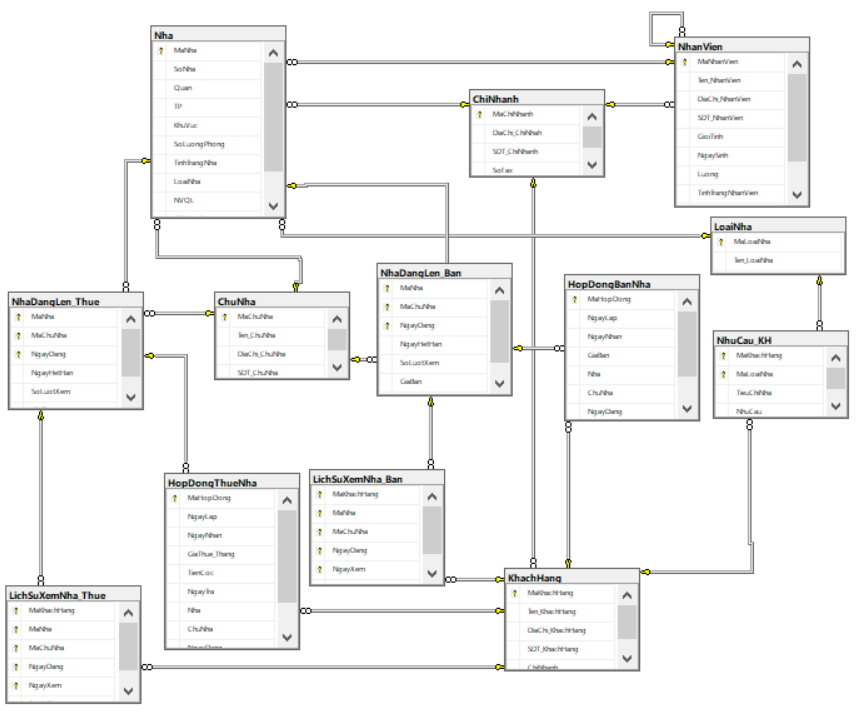 Nha
MaNha
SoNha
Quan
TP
KhuVuc
SoLuongPhong
TinhTrangNha
LoaiNha
NVQL
NhanVien
MaNhanVien
Ten_NhanVien
DiaChi_NhanVien
SDT_NhanVien
GioiTinh
NgaySinh
Luong
TinhTrangNhanVien
ChiNhanh
MaChiNhanh
DiaChi_ChiNhah
SDT_ChiNhanh
SoFax
LoaiNha
MaLoaiNha
Ten_LoaiNha
NhaDangLen_Ban
MaNha
MaChuNha
NgayDang
NgayHetHan
SoLuotXem
GiaBan
HopDongBanNha
MaHopDong
NgayLap
NgayNhan
GiaBan
Nha
ChuNha
NgayDang
NhaDangLen_Thue
MaNha
MaChuNha
NgayDang
NgayHetHan
SoLuotXem
ChuNha
MaChuNha
Ten_ChuNha
DiaChi_ChuNha
SDT_ChuNha
NhuCau_KH
MaKhachHang
MaLoaiNha
TieuChiNha
NhuCau
HopDongThueNha
MaHopDong
NgayLap
NgayNhan
GiaThue_Thang
TienCoc
NgayTra
Nha
ChuNha
NgayDang
LichSuXemNha_Ban
MaKhachHang
MaNha
MaChuNha
NgayDang
NgayXem
KhachHang
MaKhachHang
Ten_KhachHang
DiaChi_KhachHang
SDT_KhachHang
ChiNhanh
LichSuXemNha_Thue
MaKhachHang
MaNha
MaChuNha
NgayDang
NgayXem